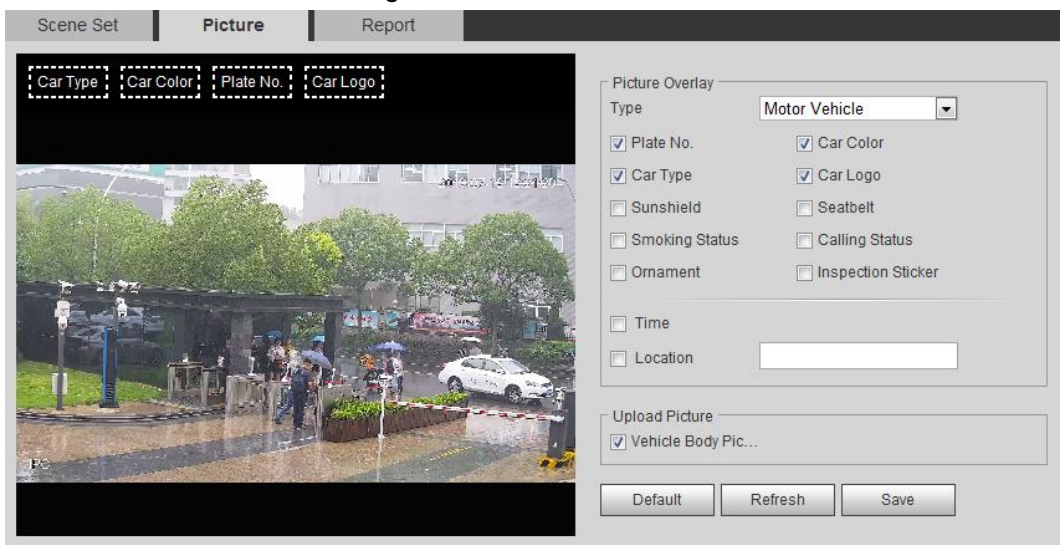 Scene Set Picture Report
Car Type Car Color Plate No. Car Logo
IPC
Picture Overlay
Type Motor Vehicle
Plate No. Car Color
Car Type Car Logo
Sunshield Seatbelt
Smoking Status Calling Status
Ornament Inspection Sticker
Time
Location
Upload Picture
Vehicle Body Pic...
Default Refresh Save